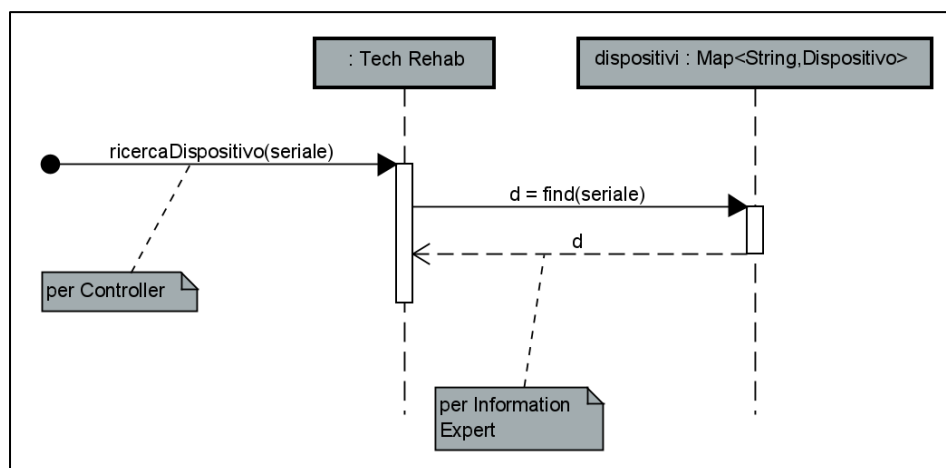 : Tech Rehab
dispositivi : Map<String,Dispositivo>
ricercaDispositivo(seriale)
d = find(seriale)
d
per Controller
per Information
Expert